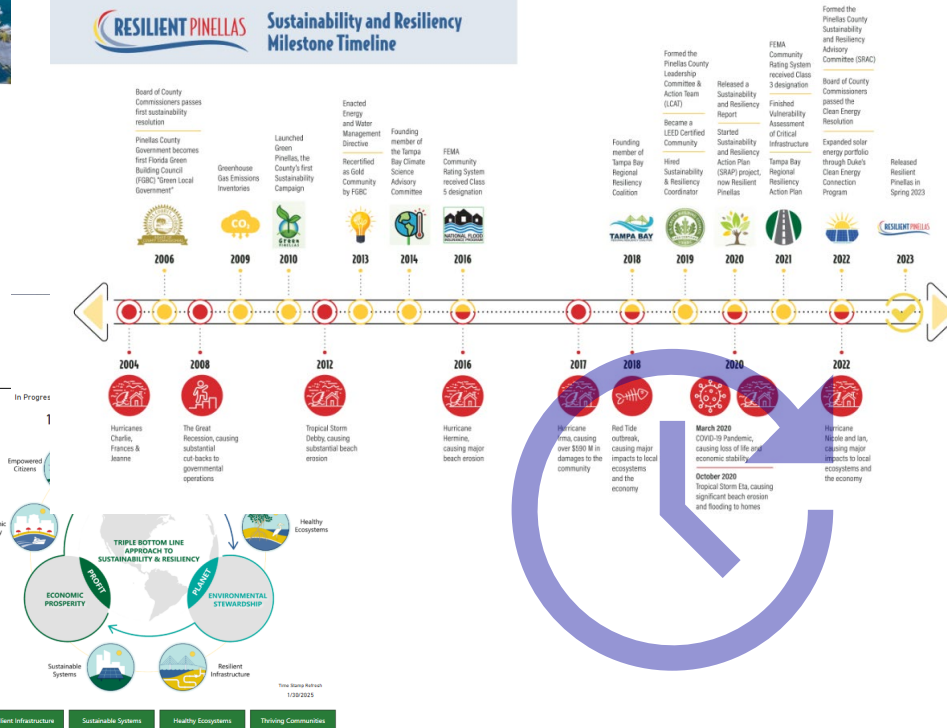 RESILIENT PINELLAS
Sustainability and Resiliency
Milestone Timeline
Board of County
Commissioners passes
first sustainability
resolution
Pinellas County
Government becomes
first Florida Green
Building Council
(FGBC) "Green Local
Government"
2006
Greenhouse
Gas Emissions
Inventories
CO₂
2009
Launched
Green
Pinellas, the
County's first
Sustainability
Campaign
Green
PINELLAS
2010
Enacted
Energy
and Water
Management
Directive
Recertified
as Gold
Community
by FGBC
2013
Founding
member of
the Tampa
Bay Climate
Science
Advisory
Committee
2014
FEMA
Community
Rating System
received Class
5 designation
NATIONAL FLOOD
INSURANCE PROGRAM
2016
Founding
member of
Tampa Bay
Regional
Resiliency
Coalition
TAMPA BAY
2018
Formed the
Pinellas County
Leadership
Committee &
Action Team
(LCAT)
Became a
LEED Certified
Community
Hired
Sustainability
& Resiliency
Coordinator
2019
Released a
Sustainability
and Resiliency
Report
Started
Sustainability
and Resiliency
Action Plan
(SRAP) project,
now Resilient
Pinellas
2020
FEMA
Community
Rating System
received Class
3 designation
Finished
Vulnerability
Assessment
of Critical
Infrastructure
Tampa Bay
Regional
Resiliency
Action Plan
2021
Formed the
Pinellas County
Sustainability
and Resiliency
Advisory
Committee (SRAC)
Board of County
Commissioners
passed the
Clean Energy
Resolution
Expanded solar
energy portfolio
through Duke's
Clean Energy
Connection
Program
2022
Released
Resilient
Pinellas in
Spring 2023
RESILIENT PINELLAS
2023
2004
Hurricanes
Charlie,
Frances &
Jeanne
2008
The Great
Recession, causing
substantial
cut-backs to
governmental
operations
2012
Tropical Storm
Debby, causing
substantial beach
erosion
2016
Hurricane
Hermine,
causing major
beach erosion
2017
Hurricane
Irma, causing
over $590 M in
damages to the
community
2018
Red Tide
outbreak,
causing major
impacts to local
ecosystems
and the
economy
2020
March 2020
COVID-19 Pandemic,
causing loss of life and
economic stability
October 2020
Tropical Storm Eta, causing
significant beach erosion
and flooding to homes
2022
Hurricane
Nicole and Ian,
causing major
impacts to local
ecosystems and
the economy
In Progres
1
Empowered
Citizens
Healthy
Ecosystems
TRIPLE BOTTOM LINE
APPROACH TO
SUSTAINABILITY & RESILIENCY
PROFIT
PLANET
ECONOMIC
PROSPERITY
ENVIRONMENTAL
STEWARDSHIP
Sustainable
Systems
Resilient
Infrastructure
Time Stamp Refresh
1/30/2025
lient Infrastructure
Sustainable Systems
Healthy Ecosystems
Thriving Communities